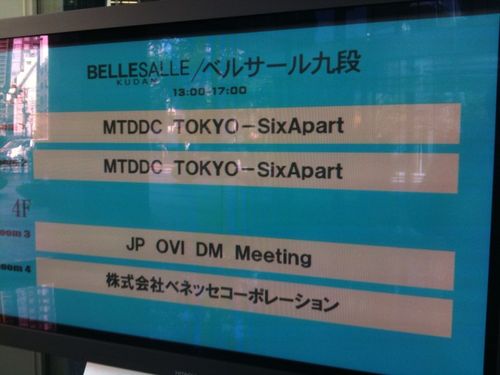 BELLESALLE/ベルサール九段
KUDAN
13:00-17:00
MTDDC TOKYO-SixApart
MTDDC TOKYO-SixApart
4F
oom 3
JP OVI DM Meeting
oom 4
株式会社ベネッセコーポレーション